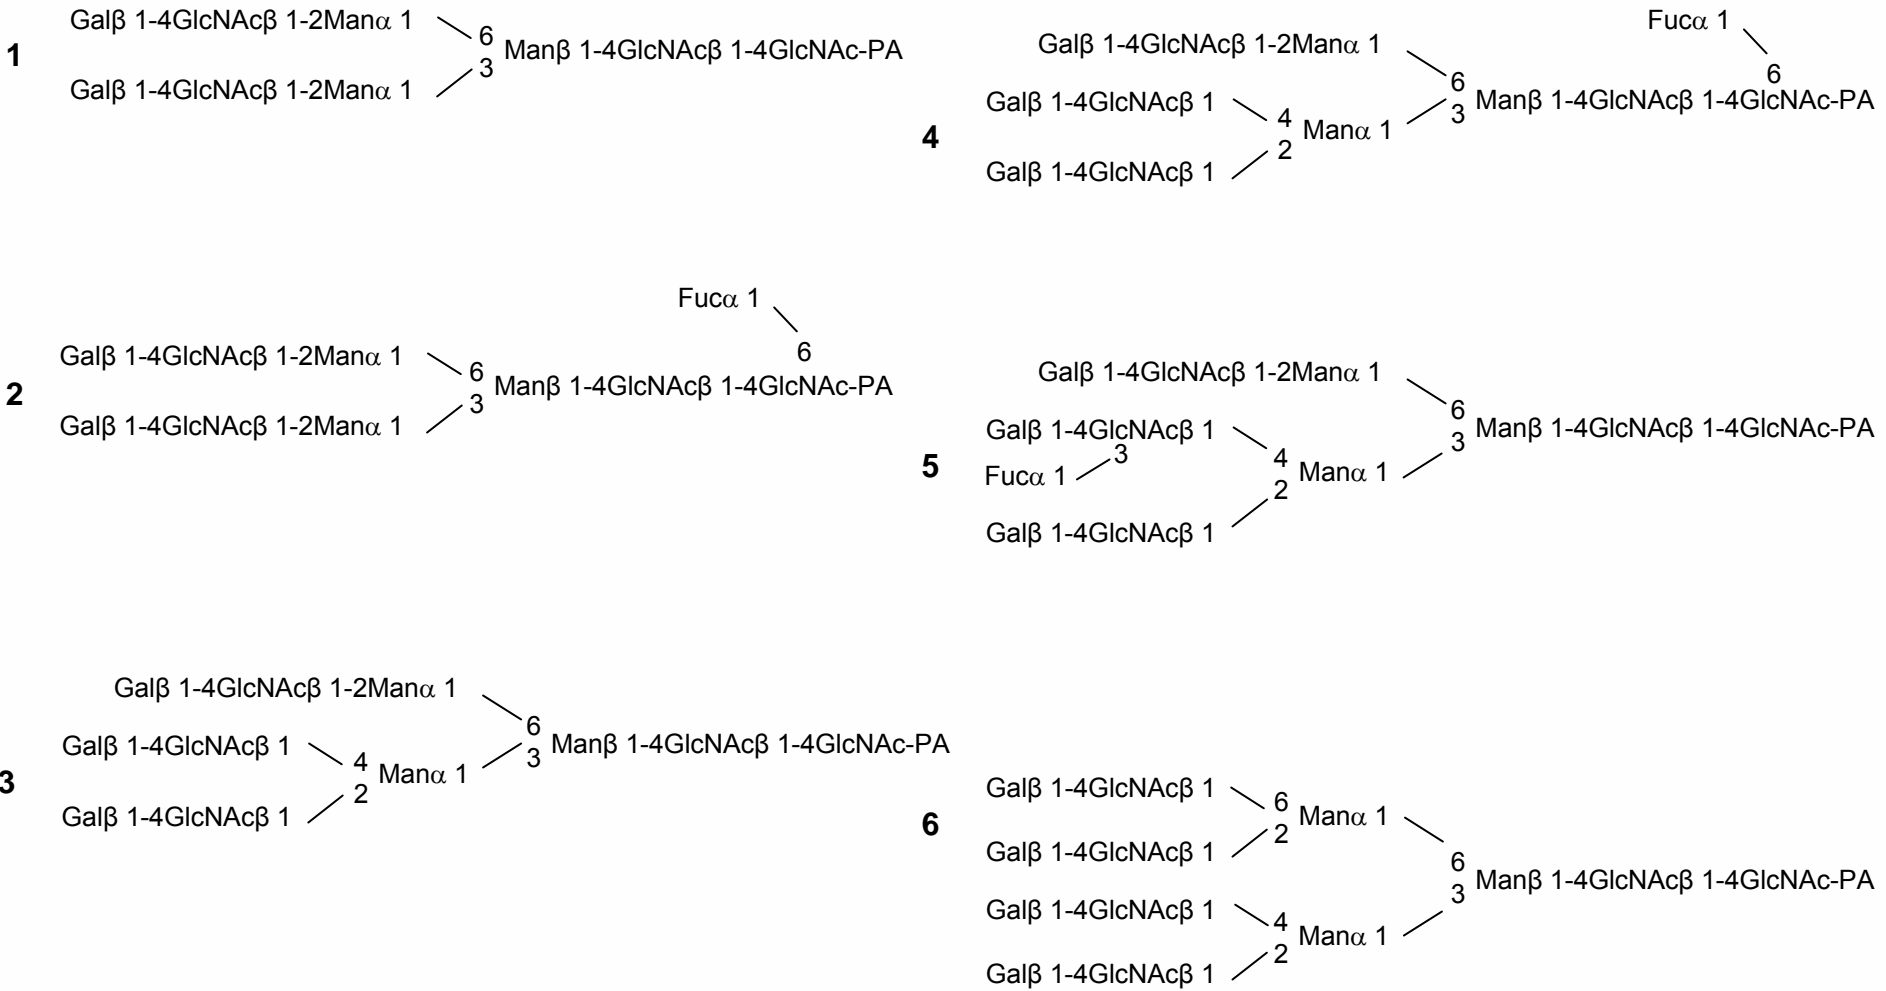 1
Galβ 1-4GlcNAcβ 1-2Manα 1
6
Manβ 1-4GlcNAcβ 1-4GlcNAc-PA
3
Galβ 1-4GlcNAcβ 1-2Manα 1
2
Fucα 1
6
Galβ 1-4GlcNAcβ 1-2Manα 1
6
Manβ 1-4GlcNAcβ 1-4GlcNAc-PA
3
Galβ 1-4GlcNAcβ 1-2Manα 1
3
Galβ 1-4GlcNAcβ 1-2Manα 1
6
Manβ 1-4GlcNAcβ 1-4GlcNAc-PA
3
Galβ 1-4GlcNAcβ 1
4
Manα 1
2
Galβ 1-4GlcNAcβ 1
4
Fucα 1
6
Galβ 1-4GlcNAcβ 1-2Manα 1
6
Manβ 1-4GlcNAcβ 1-4GlcNAc-PA
3
Galβ 1-4GlcNAcβ 1
4
Manα 1
2
Galβ 1-4GlcNAcβ 1
5
Galβ 1-4GlcNAcβ 1-2Manα 1
6
Manβ 1-4GlcNAcβ 1-4GlcNAc-PA
3
Galβ 1-4GlcNAcβ 1
3
Fucα 1
4
Manα 1
2
Galβ 1-4GlcNAcβ 1
6
Galβ 1-4GlcNAcβ 1
6
Manα 1
2
Galβ 1-4GlcNAcβ 1
6
Manβ 1-4GlcNAcβ 1-4GlcNAc-PA
3
Galβ 1-4GlcNAcβ 1
4
Manα 1
2
Galβ 1-4GlcNAcβ 1